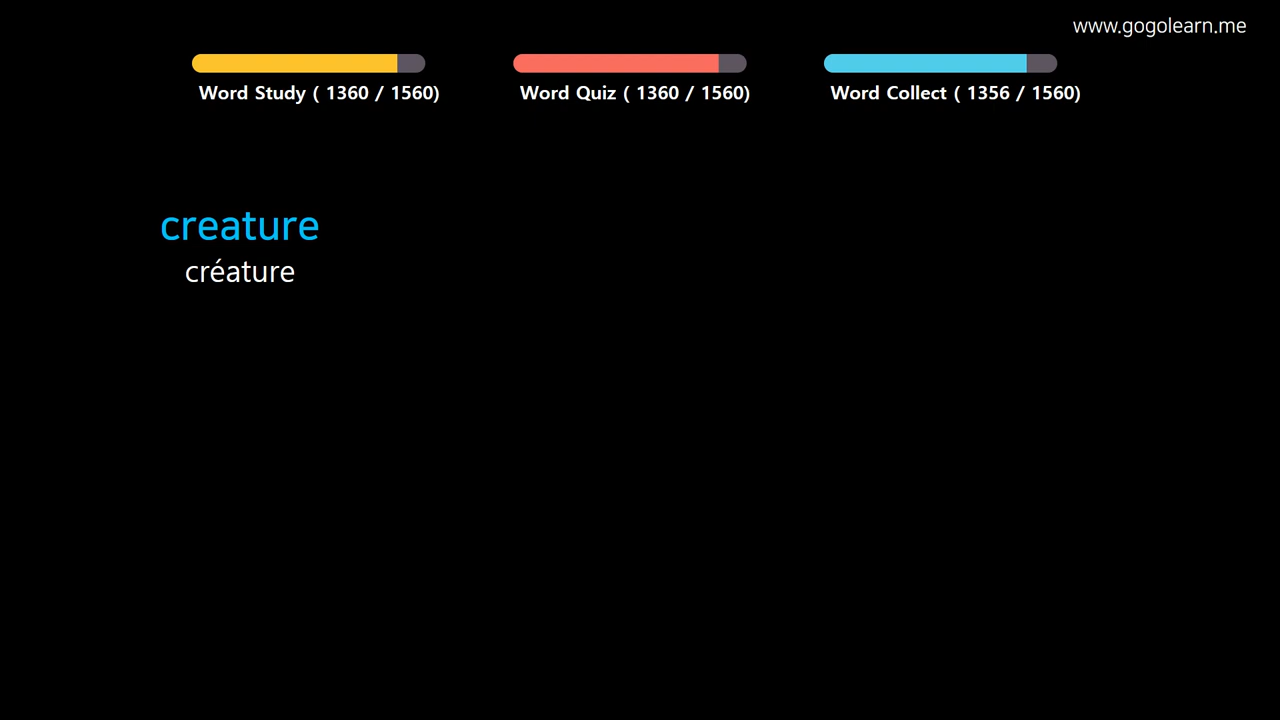 www.gogolearn.me
Word Study ( 1360 / 1560)
Word Quiz ( 1360 / 1560)
Word Collect ( 1356 / 1560)
creature
créature